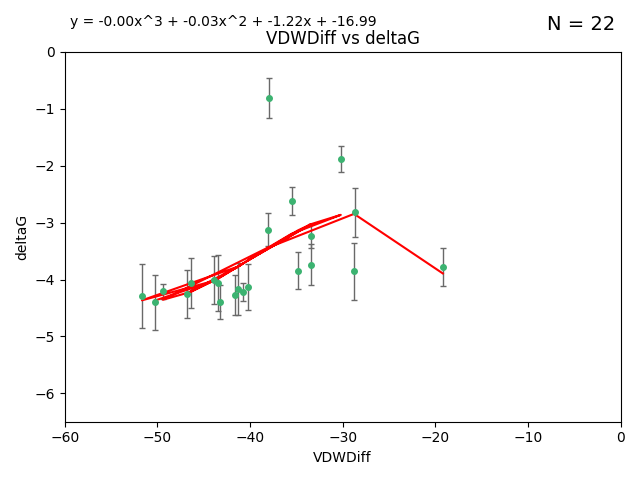 y = -0.00x^3 + -0.03x^2 + -1.22x + -16.99
N = 22
VDWDiff vs deltaG
0
−1
−2
−3
−4
−5
−6
deltaG
−60 −50 −40 −30 −20 −10 0
VDWDiff